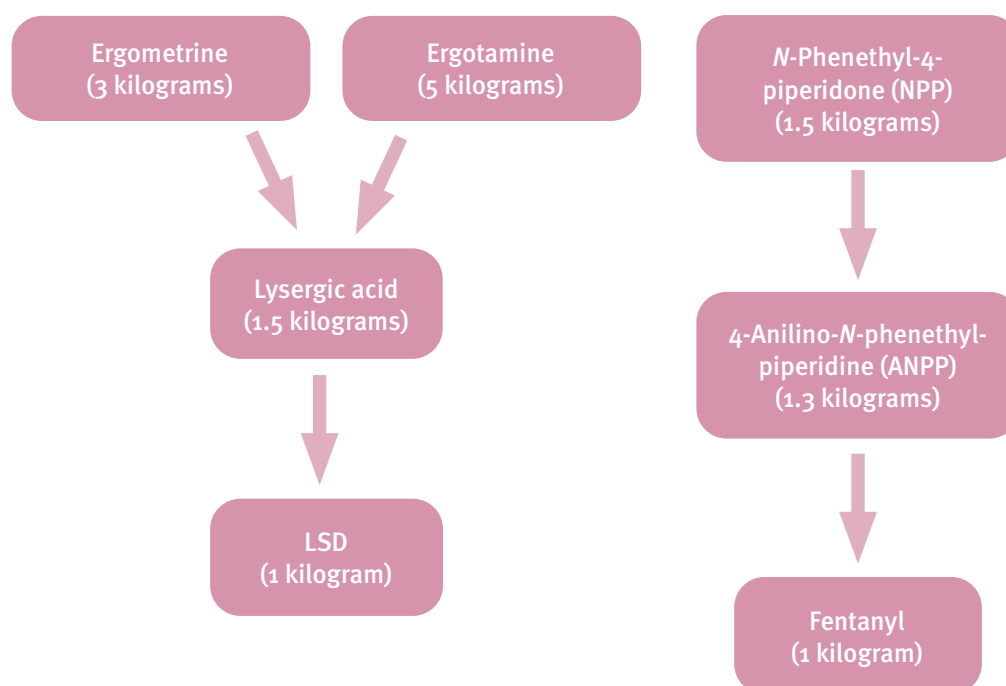 Ergometrine
(3 kilograms)
Ergotamine
(5 kilograms)
N-Phenethyl-4-
piperidone (NPP)
(1.5 kilograms)
Lysergic acid
(1.5 kilograms)
4-Anilino-N-phenethyl-
piperidine (ANPP)
(1.3 kilograms)
LSD
(1 kilogram)
Fentanyl
(1 kilogram)